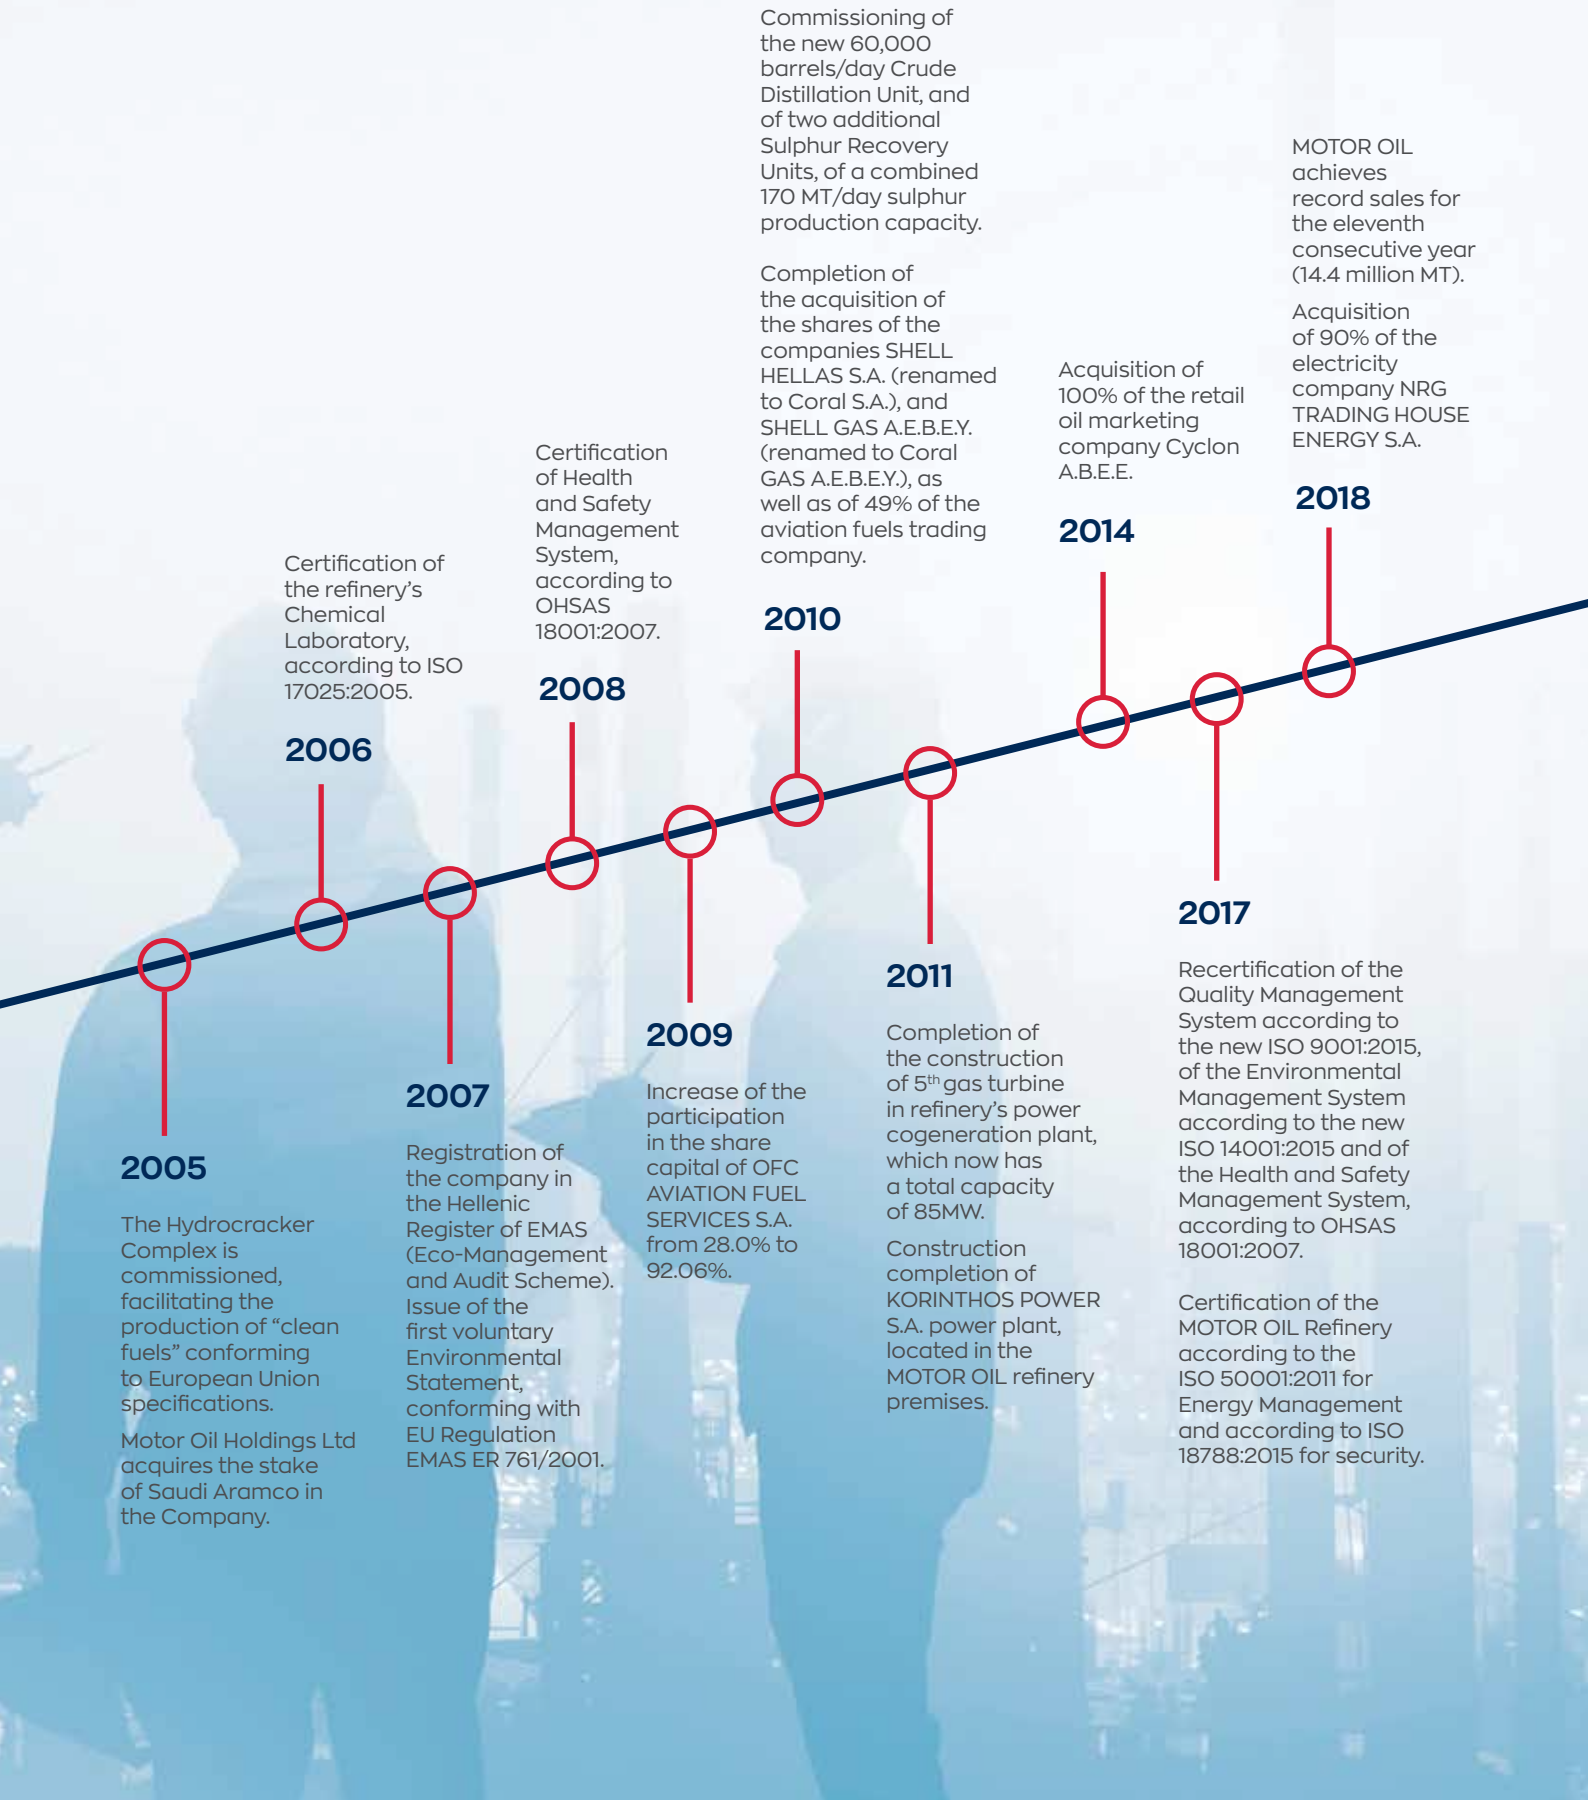 Commissioning of
the new 60,000
barrels/day Crude
Distillation Unit, and
of two additional
Sulphur Recovery
Units, of a combined
170 MT/day sulphur
production capacity.
Completion of
the acquisition of
the shares of the
companies SHELL
HELLAS S.A. (renamed
to Coral S.A.), and
SHELL GAS A.E.B.E.Y.
(renamed to Coral
GAS A.E.B.E.Y.), as
well as of 49% of the
aviation fuels trading
company.
2010
MOTOR OIL
achieves
record sales for
the eleventh
consecutive year
(14.4 million MT).
Acquisition
of 90% of the
electricity
company NRG
TRADING HOUSE
ENERGY S.A.
2018
Acquisition of
100% of the retail
oil marketing
company Cyclon
A.B.E.E.
2014
Certification
of Health
and Safety
Management
System,
according to
OHSAS
18001:2007.
2008
Certification of
the refinery's
Chemical
Laboratory,
according to ISO
17025:2005.
2006
2005
The Hydrocracker
Complex is
commissioned,
facilitating the
production of “clean
fuels” conforming
to European Union
specifications.
Motor Oil Holdings Ltd
acquires the stake
of Saudi Aramco in
the Company.
2007
Registration of
the company in
the Hellenic
Register of EMAS
(Eco-Management
and Audit Scheme).
Issue of the
first voluntary
Environmental
Statement,
conforming with
EU Regulation
EMAS ER 761/2001.
2009
Increase of the
participation
in the share
capital of OFC
AVIATION FUEL
SERVICES S.A.
from 28.0% to
92.06%.
2011
Completion of
the construction
of 5th gas turbine
in refinery's power
cogeneration plant,
which now has
a total capacity
of 85MW.
Construction
completion of
KORINTHOS POWER
S.A. power plant,
located in the
MOTOR OIL refinery
premises.
2017
Recertification of the
Quality Management
System according to
the new ISO 9001:2015,
of the Environmental
Management System
according to the new
ISO 14001:2015 and of
the Health and Safety
Management System,
according to OHSAS
18001:2007.
Certification of the
MOTOR OIL Refinery
according to the
ISO 50001:2011 for
Energy Management
and according to ISO
18788:2015 for security.